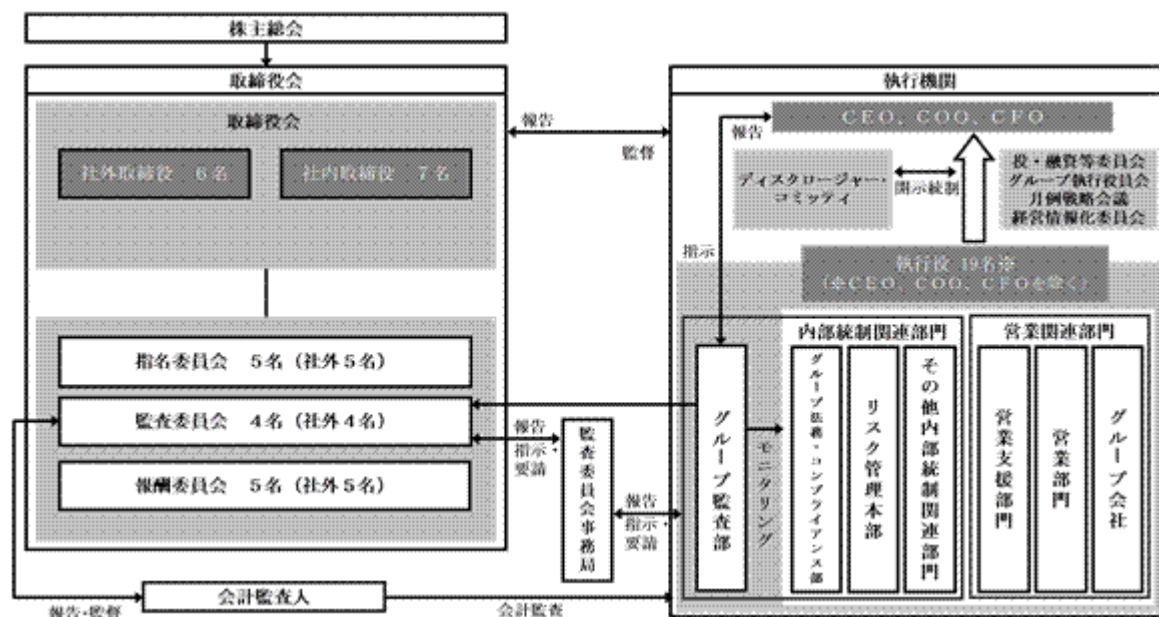 株主総会
取締役会
取締役会
社外取締役 6名
社内取締役 7名
指名委員会 5名(社外5名)
監査委員会 4名(社外4名)
報酬委員会 5名(社外5名)
報告・監督
会計監査人
会計監査
報告
監督
報告
指示・
要請
監査委員会事務局
報告
指示・
要請
執行機関
CEO、COO、CFO
報告
指示
ディスクロージャー・
コミッティ
開示統制
投・融資等委員会
グループ執行役員会
月例戦略会議
経営情報化委員会
執行役 19名※
(※CEO、COO、CFOを除く)
内部統制関連部門
グループ監査部
モニタリング
グループ法務・コンプライアンス部
リスク管理本部
その他内部統制関連部門
営業関連部門
営業支援部門
営業部門
グループ会社